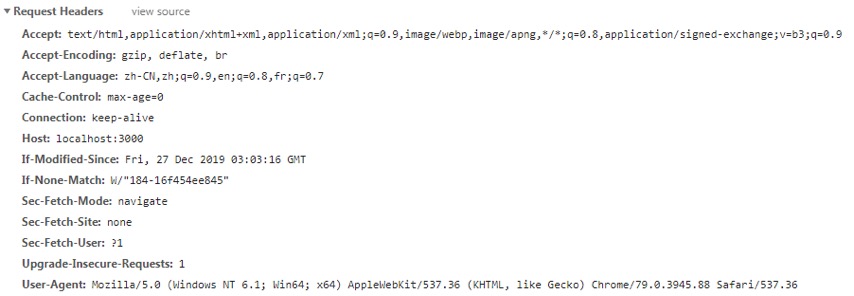 ▼ Request Headers view source
Accept: text/html,application/xhtml+xml,application/xml;q=0.9,image/webp,image/apng,*/*;q=0.8,application/signed-exchange;v=b3;q=0.9
Accept-Encoding: gzip, deflate, br
Accept-Language: zh-CN,zh;q=0.9,en;q=0.8,fr;q=0.7
Cache-Control: max-age=0
Connection: keep-alive
Host: localhost:3000
If-Modified-Since: Fri, 27 Dec 2019 03:03:16 GMT
If-None-Match: W/"184-16f454ee845"
Sec-Fetch-Mode: navigate
Sec-Fetch-Site: none
Sec-Fetch-User: ?1
Upgrade-Insecure-Requests: 1
User-Agent: Mozilla/5.0 (Windows NT 6.1; Win64; x64) AppleWebKit/537.36 (KHTML, like Gecko) Chrome/79.0.3945.88 Safari/537.36